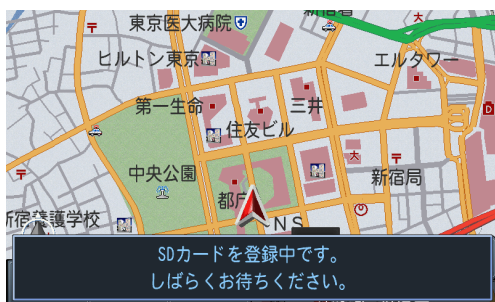 東京医大病院
ヒルトン東京
エルタワー
第一生命
三井
住友ビル
大
大
中央公園
新宿局
都庁
NS
D
SDカードを登録中です。
しばらくお待ちください。